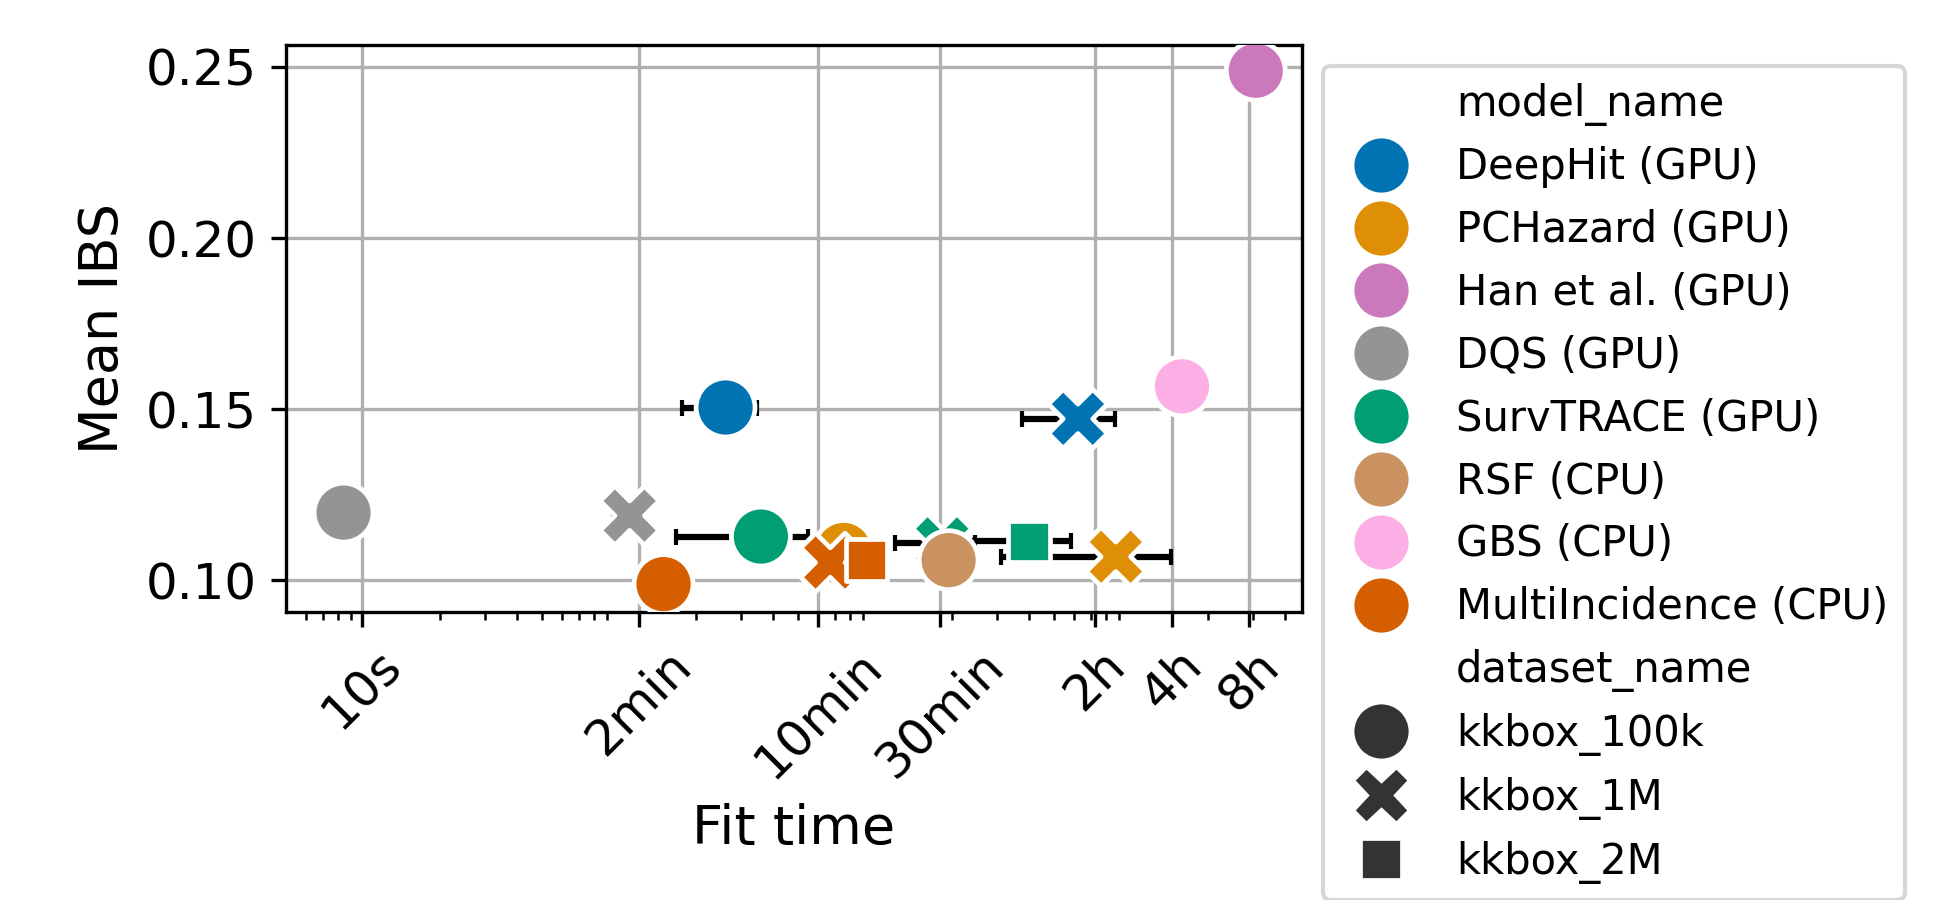 0.25
0.20
0.15
0.10
Mean IBS
10s
2min
10min
30min
2h
4h
8h
Fit time
model_name
DeepHit (GPU)
PCHazard (GPU)
Han et al. (GPU)
DQS (GPU)
SurvTRACE (GPU)
RSF (CPU)
GBS (CPU)
MultiIncidence (CPU)
dataset_name
kkbox_100k
kkbox_1M
kkbox_2M